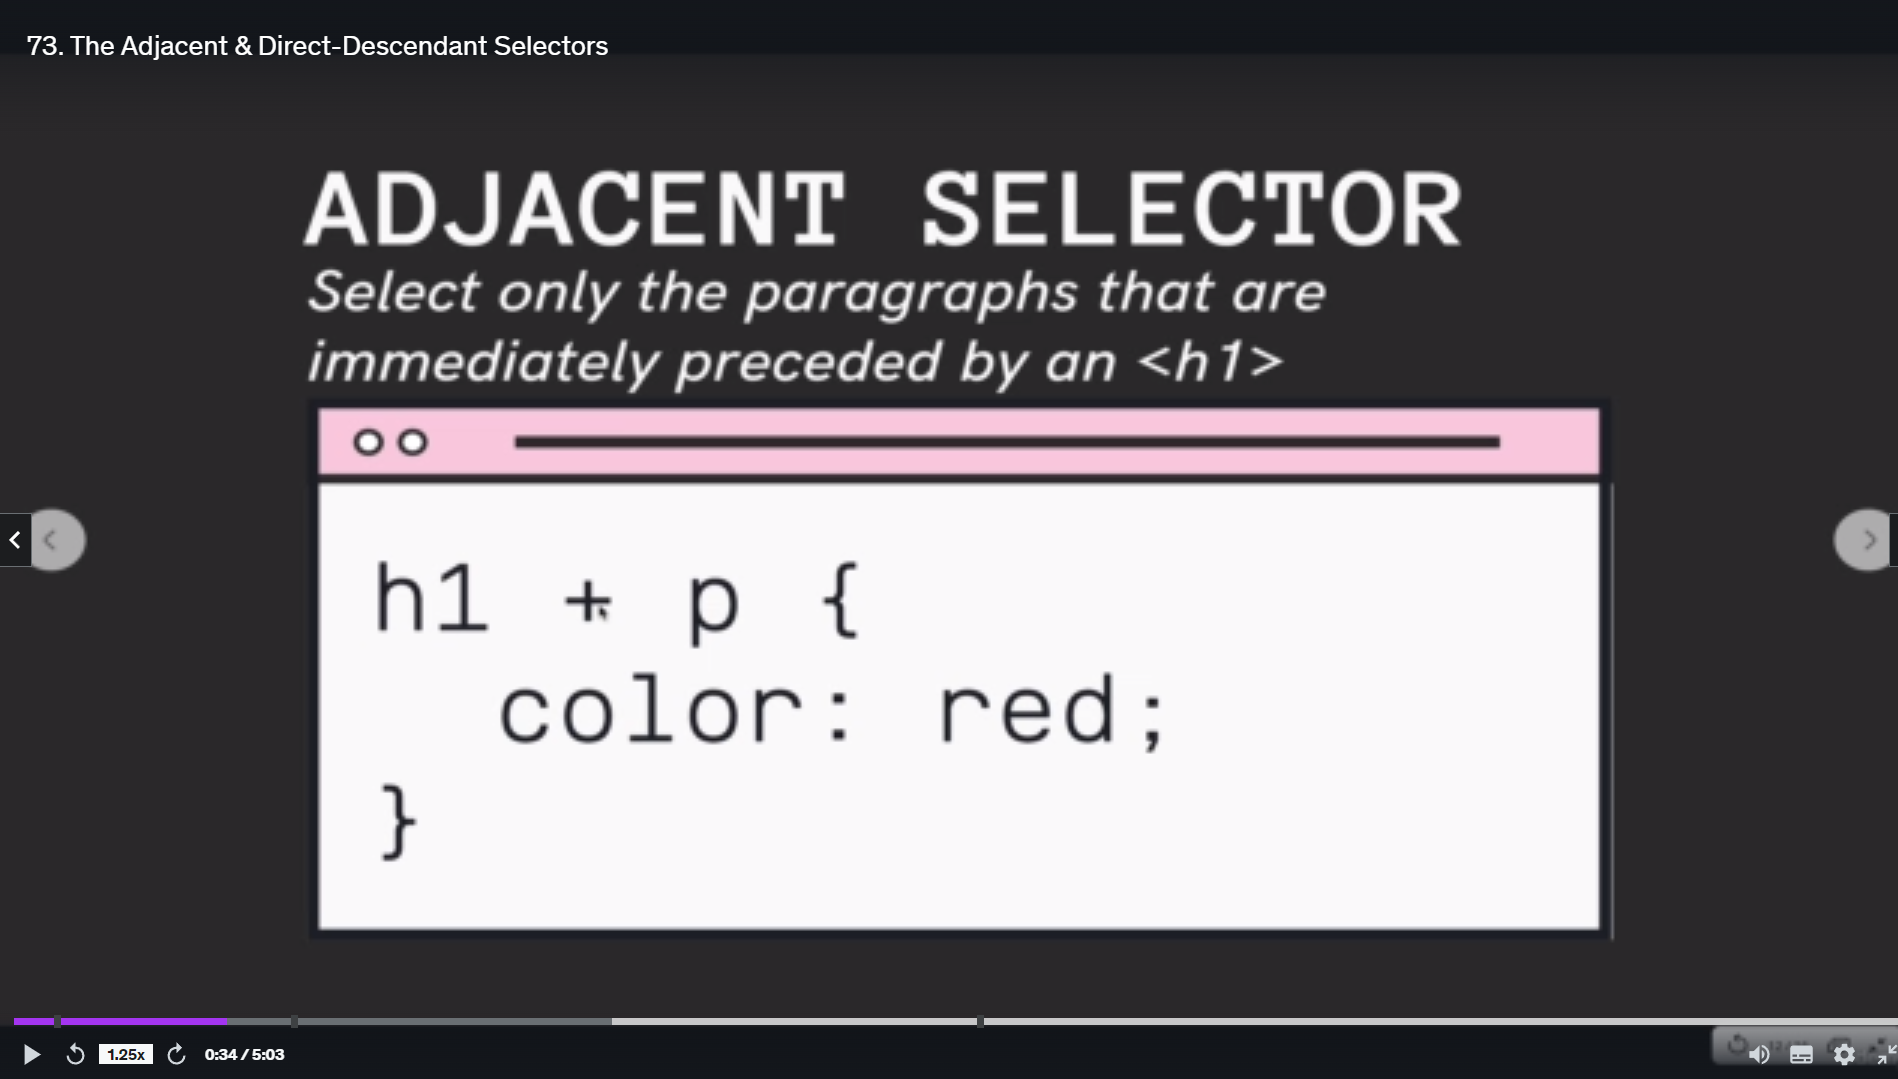 73. The Adjacent & Direct-Descendant Selectors
ADJACENT SELECTOR
Select only the paragraphs that are
immediately preceded by an <h1>
h1 + p {
color: red;
}
1.25x
0:34 / 5:03